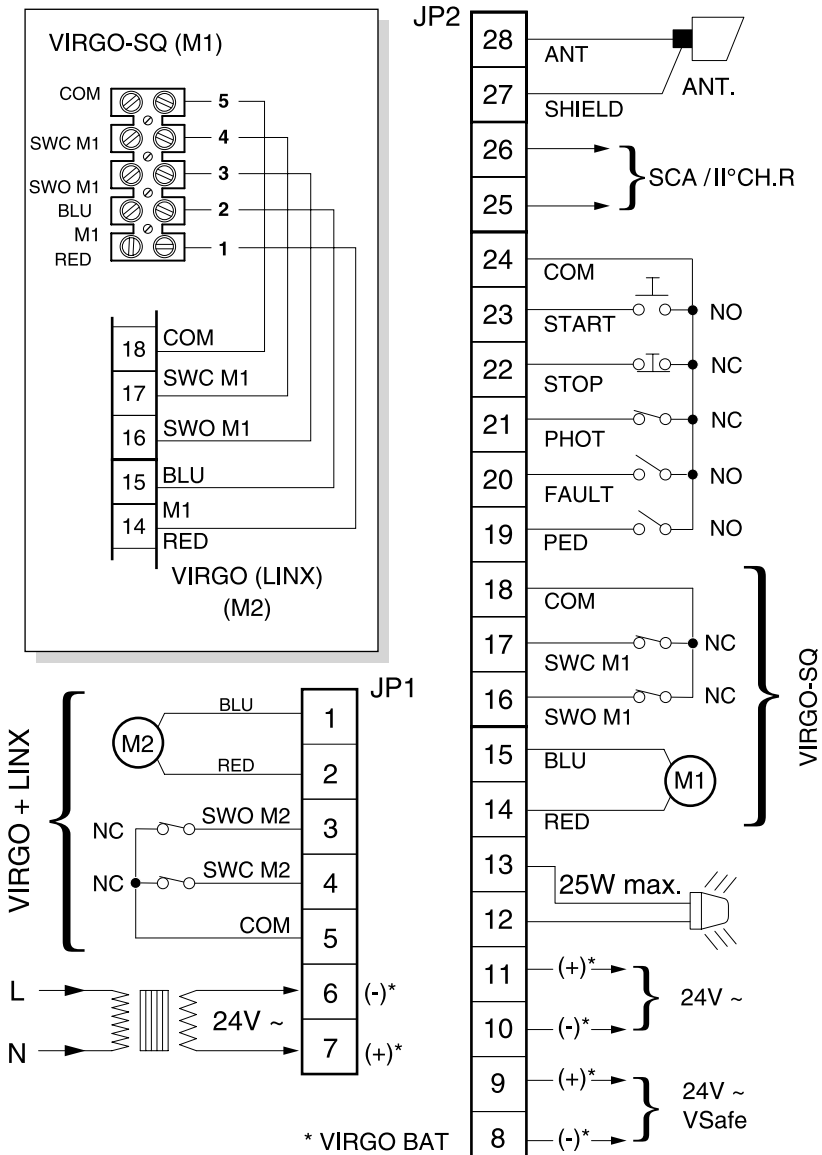 VIRGO-SQ (M1)
COM
5
SWC M1
4
SWO M1
3
BLU
2
M1
RED
1
18 COM
17 SWC M1
16 SWO M1
15 BLU
14 M1
RED
VIRGO (LINX)
(M2)
JP1
VIRGO + LINX
M2
BLU 1
RED 2
NC SWO M2 3
NC SWC M2 4
COM 5
L 24V ~ 6 (-)*
N 7 (+)*
* VIRGO BAT
JP2
28 ANT
ANT.
27 SHIELD
26
SCA /II°CH.R
25
24 COM
23 START NO
22 STOP NC
21 PHOT NC
20 FAULT NO
19 PED NO
18 COM
17 SWC M1 NC
16 SWO M1 NC
VIRGO-SQ
15 BLU
M1
14 RED
13
25W max.
12
11 (+)*
24V ~
10 (-)*
9 (+)*
24V ~
VSafe
8 (-)*